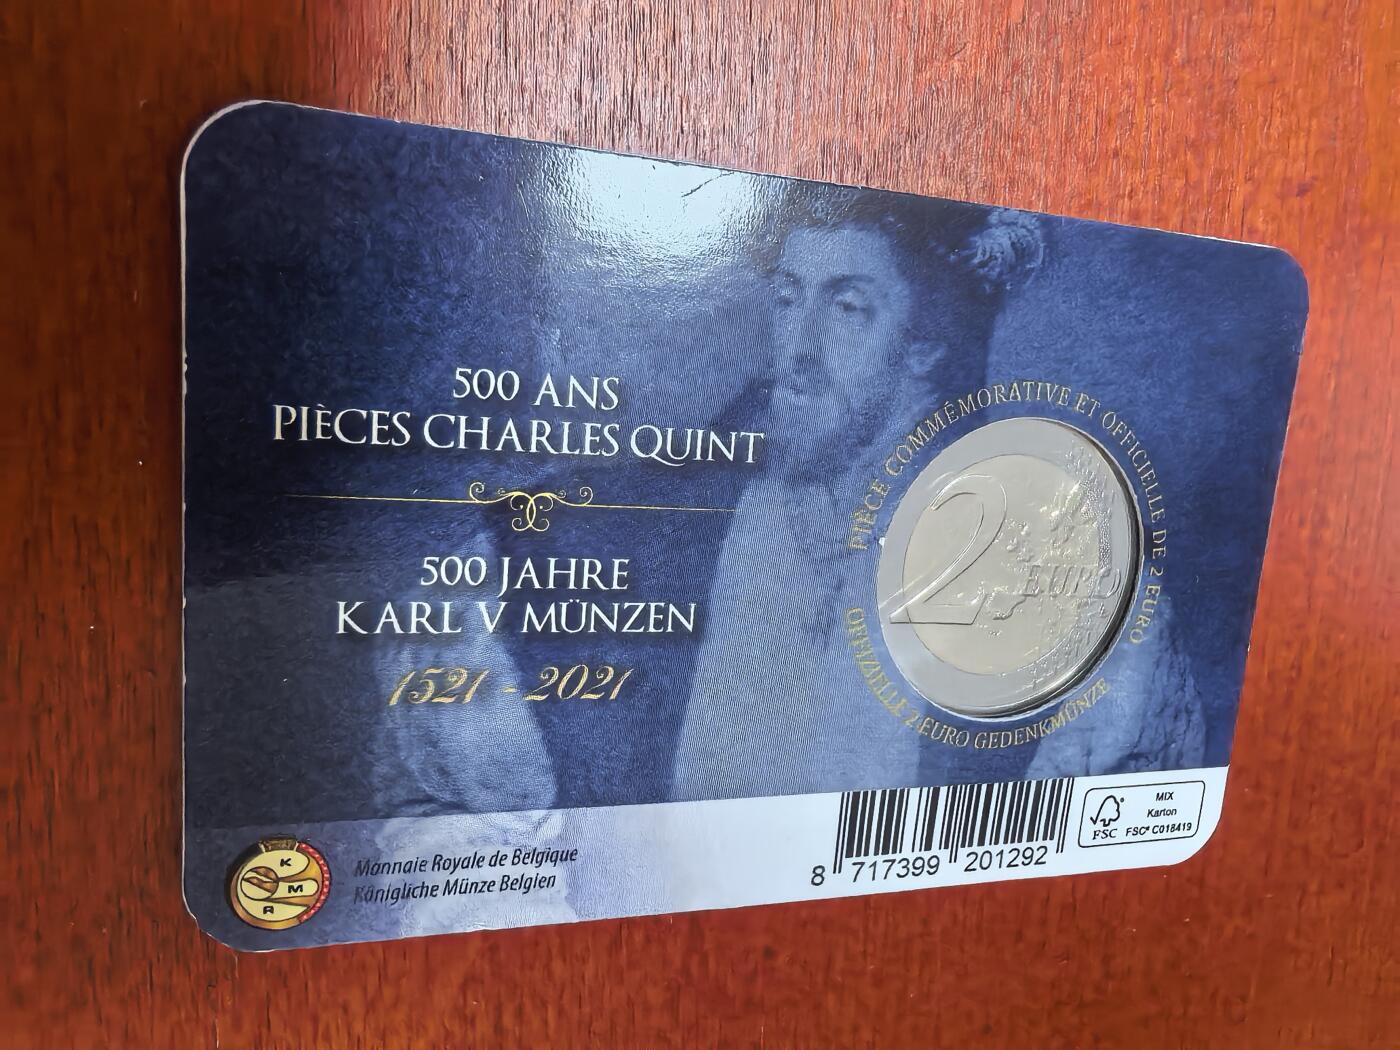 500 ANS
PIÈCES CHARLES QUINT
500 JAHRE
KARL V MÜNZEN
1521 - 2021
PIÈCE COMMÉMORATIVE ET OFFICIELLE DE 2 EURO
OFFIZIELLE 2 EURO GEDENKMÜNZE
2 EURO
K
M
R
Monnaie Royale de Belgique
Königliche Münze Belgien
8 717399 201292
FSC
MIX
Karton
FSC® C018419